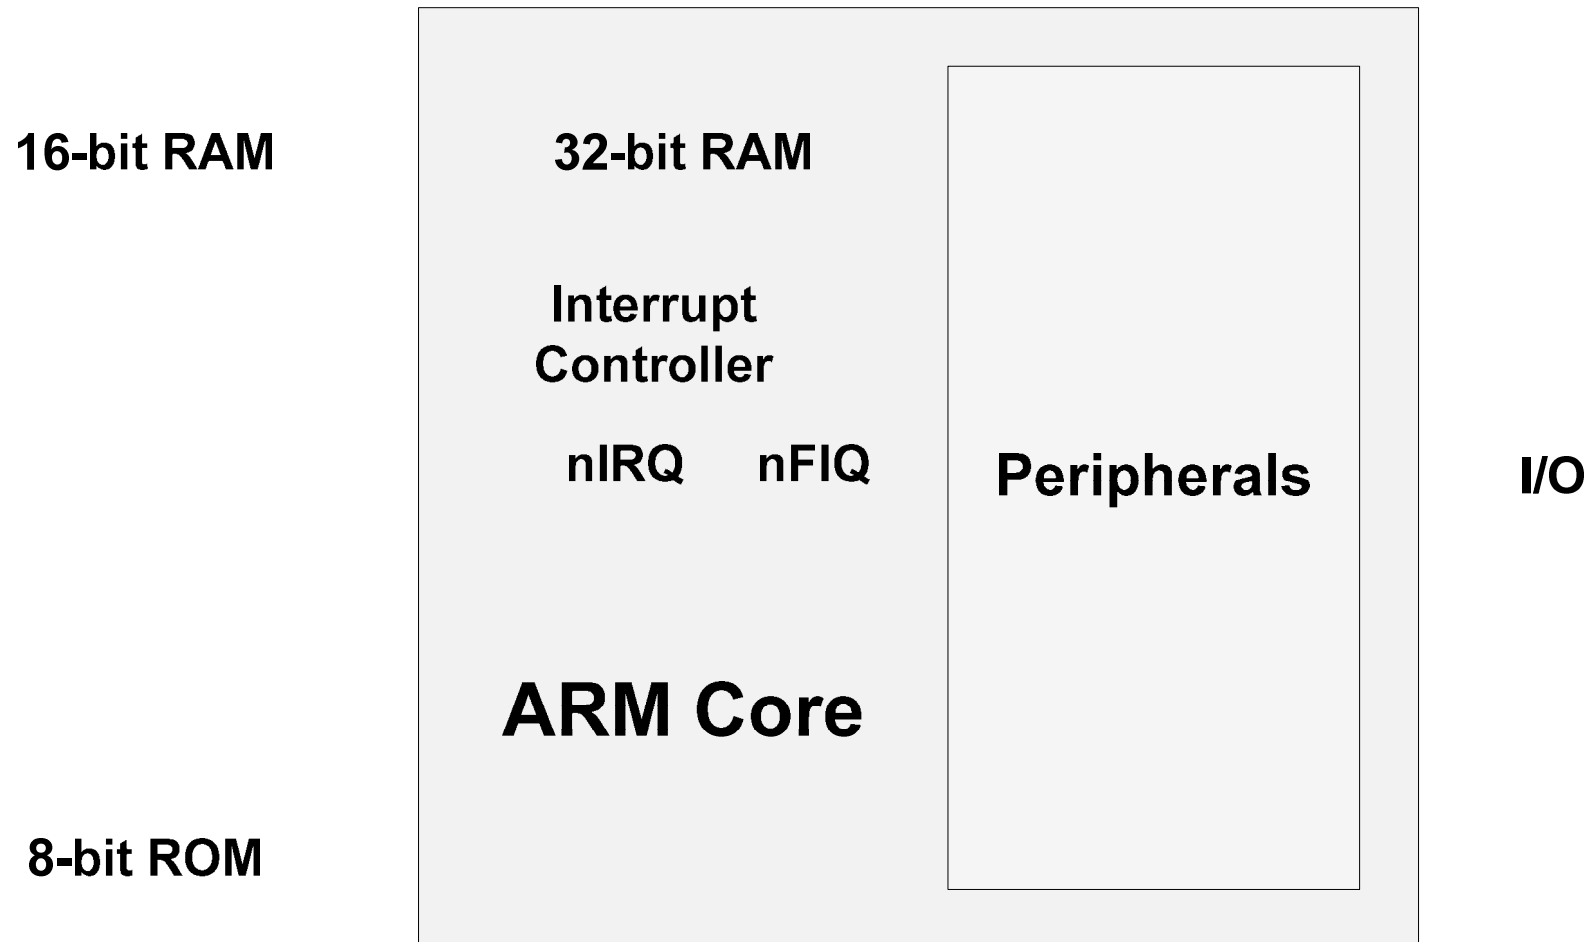 16-bit RAM
32-bit RAM
Interrupt
Controller
nIRQ
nFIQ
Peripherals
I/O
ARM Core
8-bit ROM